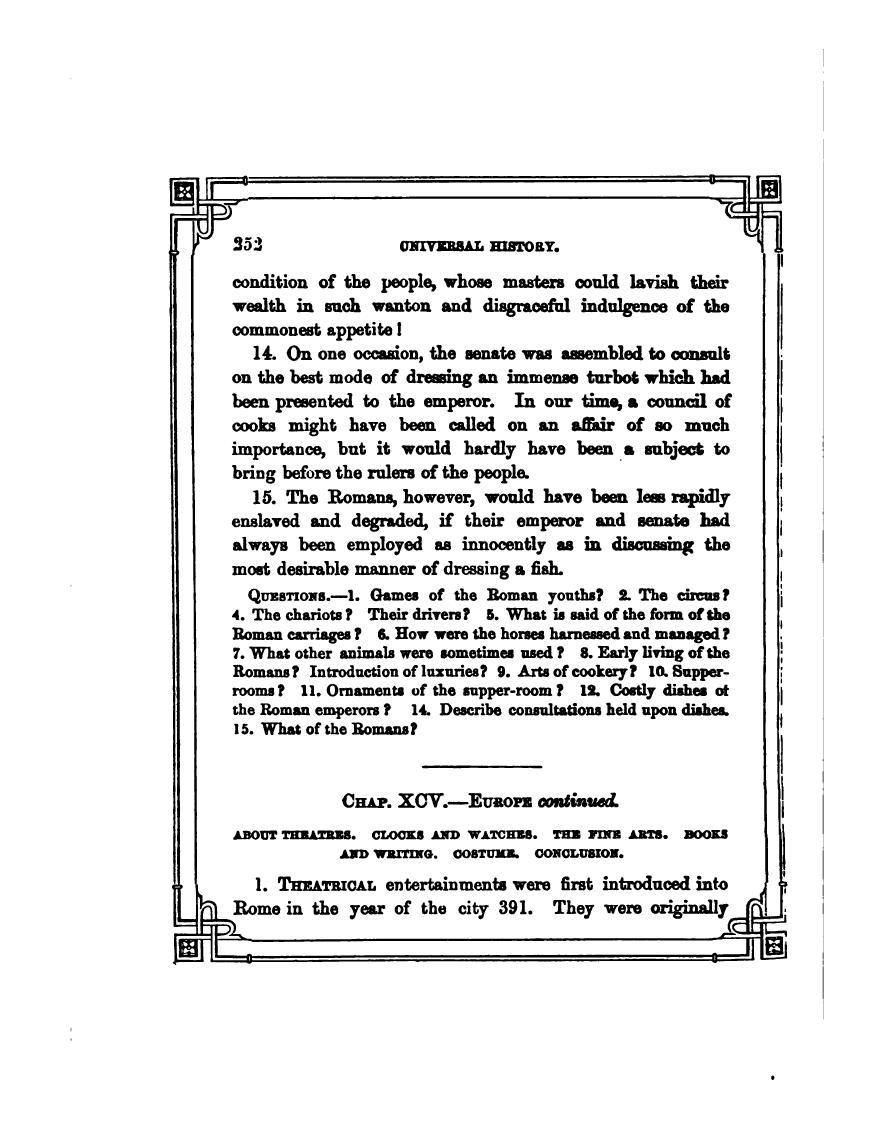 252 UNIVERSAL HISTORY.
condition of the people, whose masters could lavish their
wealth in such wanton and disgraceful indulgence of the
commonest appetite!
14. On one occasion, the senate was assembled to consult
on the best mode of dressing an immense turbot which had
been presented to the emperor. In our time, a council of
cooks might have been called on an affair of so much
importance, but it would hardly have been a subject to
bring before the rulers of the people.
15. The Romans, however, would have been less rapidly
enslaved and degraded, if their emperor and senate had
always been employed as innocently as in discussing the
most desirable manner of dressing a fish.
QUESTIONS.—1. Games of the Roman youths? 2. The circus?
4. The chariots? Their drivers? 5. What is said of the form of the
Roman carriages? 6. How were the horses harnessed and managed?
7. What other animals were sometimes used? 8. Early living of the
Romans? Introduction of luxuries? 9. Arts of cookery? 10. Supper-
rooms? 11. Ornaments of the supper-room? 12. Costly dishes of
the Roman emperors? 14. Describe consultations held upon dishes.
15. What of the Romans?
CHAP. XCV.—EUROPE continued.
ABOUT THEATRES. CLOCKS AND WATCHES. THE FINE ARTS. BOOKS
AND WRITING. COSTUME. CONCLUSION.
1. THEATRICAL entertainments were first introduced into
Rome in the year of the city 391. They were originally